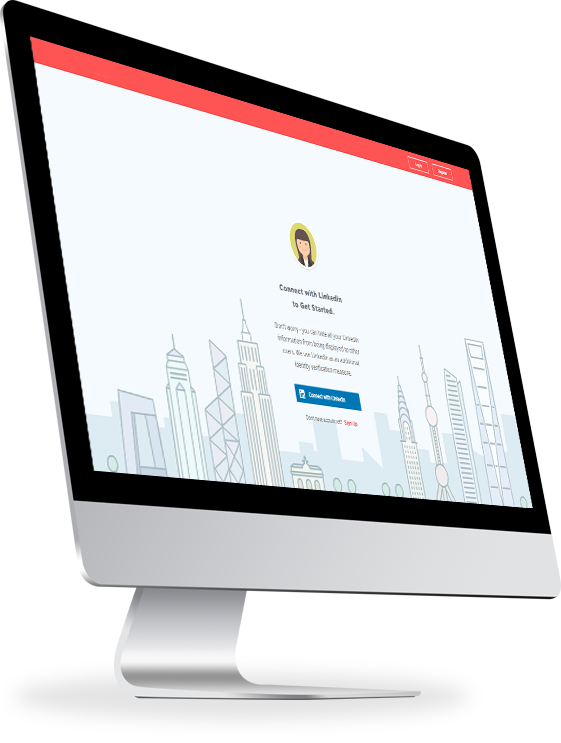 Log In
Register
Connect with LinkedIn
to Get Started.
Don't worry - you can hide all your LinkedIn
information from being displayed to other
users. We use LinkedIn as an additional
identity verification measure.
Connect with LinkedIn
Don't have account yet? Sign Up